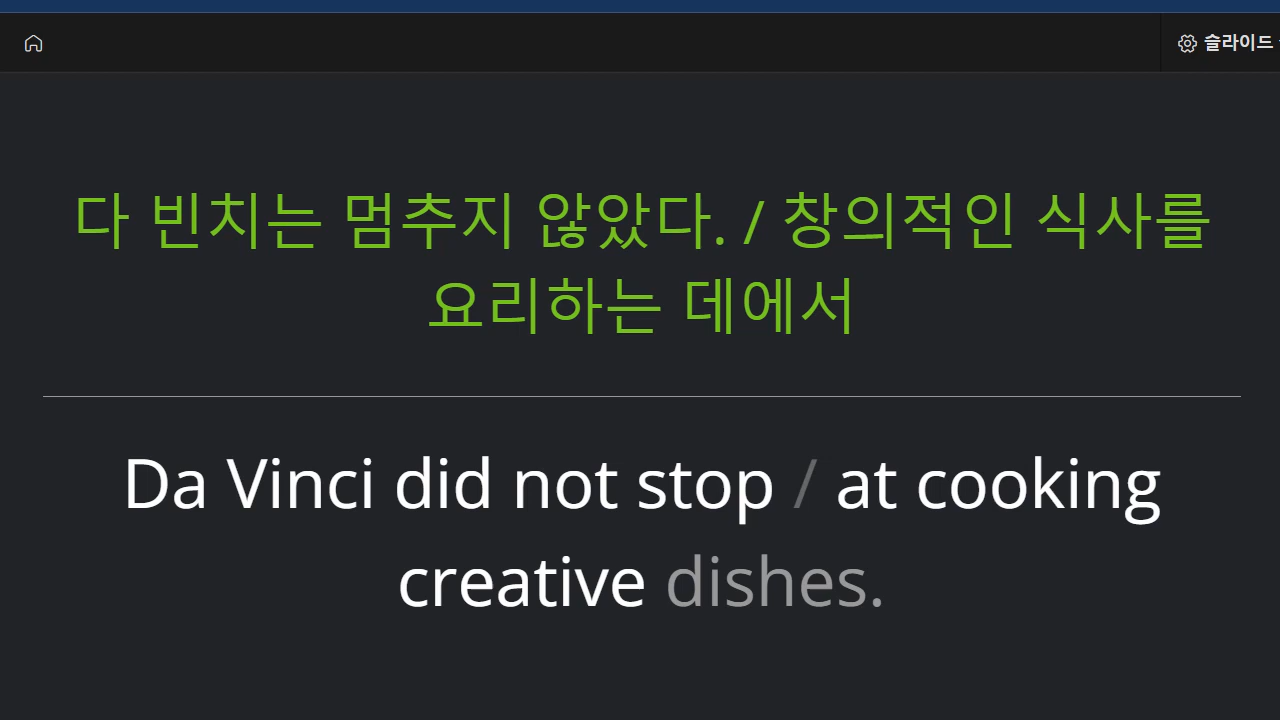 슬라이드
다 빈치는 멈추지 않았다. / 창의적인 식사를
요리하는 데에서
Da Vinci did not stop / at cooking
creative dishes.